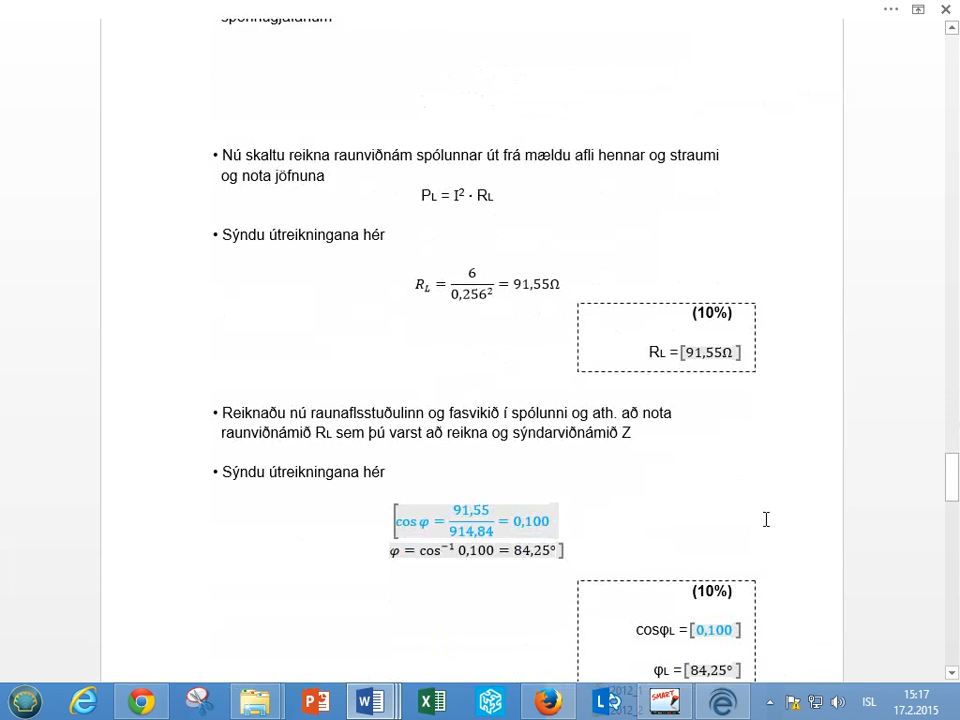 • Nú skaltu reikna raunviðnám spólunnar út frá mældu afli hennar og straumi
og nota jöfnuna
PL = I² · RL
• Sýndu útreikningana hér
R_L = 6 / 0,256² = 91,55Ω
(10%)
RL =[91,55Ω ]
• Reiknaðu nú raunaflsstuðulinn og fasvikið í spólunni og ath. að nota
raunviðnámið RL sem þú varst að reikna og sýndarviðnámið Z
• Sýndu útreikningana hér
[cos φ = 91,55 / 914,84 = 0,100
φ = cos⁻¹ 0,100 = 84,25° ]
(10%)
cosφL =[0,100 ]
φL =[84,25° ]
ISL
15:17
17.2.2015